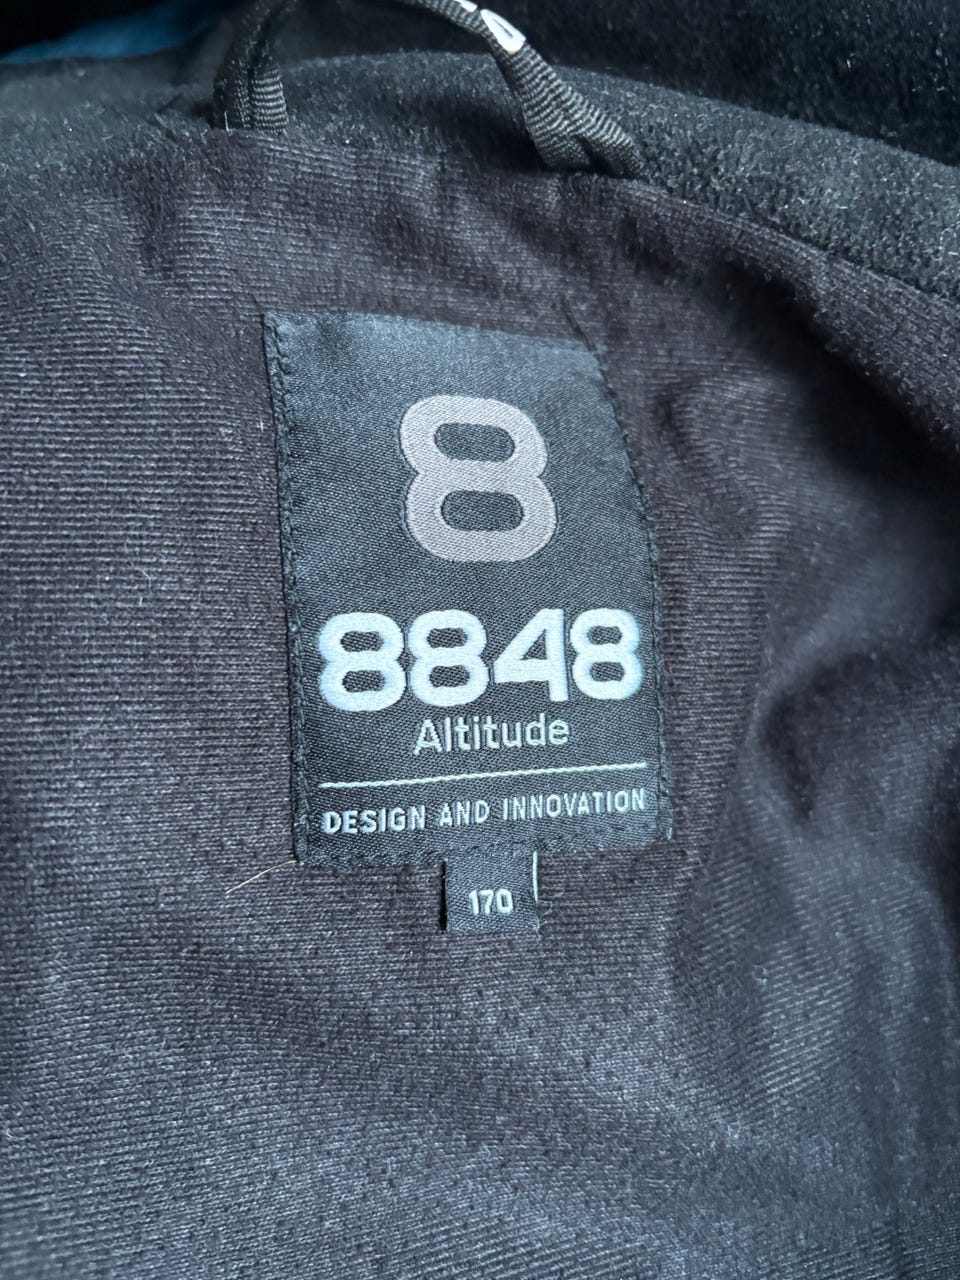 8
8848
Altitude
DESIGN AND INNOVATION
170